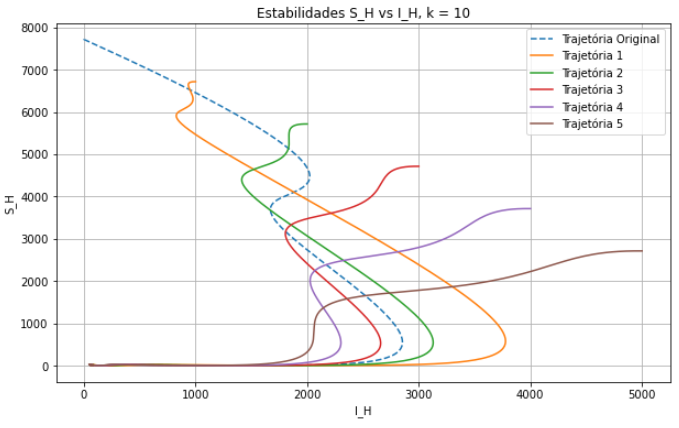 Estabilidades S_H vs I_H, k = 10
8000
7000
6000
5000
4000
3000
2000
1000
0
S_H
Trajetória Original
Trajetória 1
Trajetória 2
Trajetória 3
Trajetória 4
Trajetória 5
0
1000
2000
3000
4000
5000
I_H